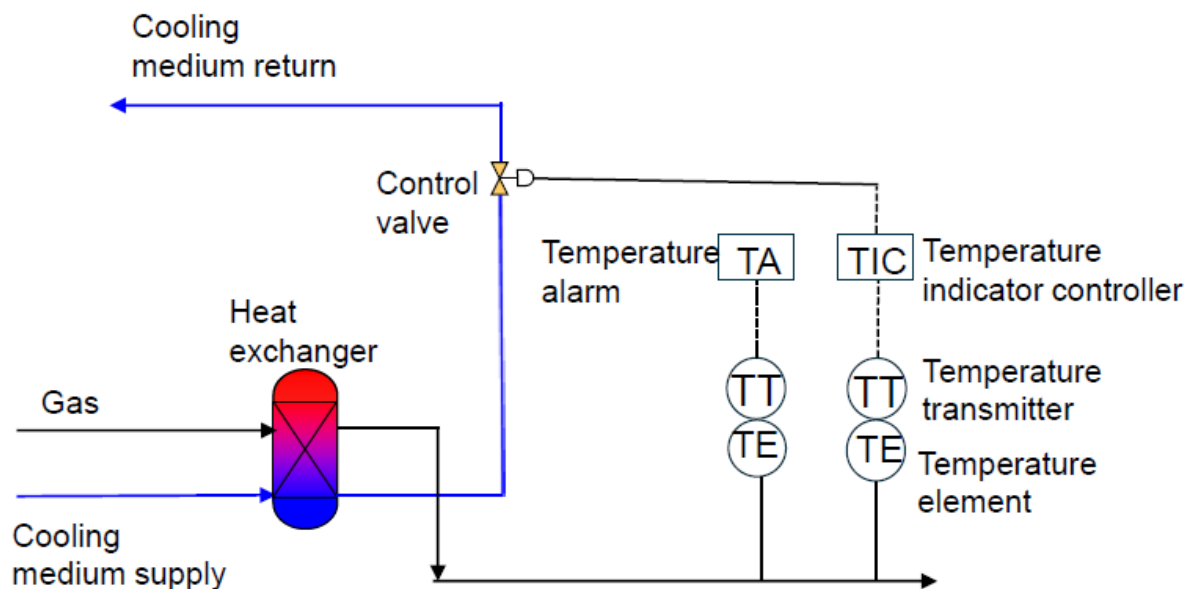 Cooling
medium return
Control
valve
Temperature
alarm
TA
TIC
Temperature
indicator controller
Heat
exchanger
Gas
TT
TT
Temperature
transmitter
TE
TE
Temperature
element
Cooling
medium supply